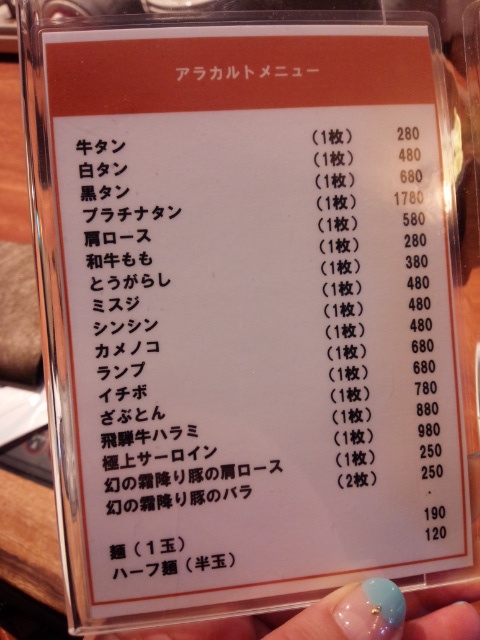 アラカルトメニュー
牛タン (1枚) 280
白タン (1枚) 480
黒タン (1枚) 680
プラチナタン (1枚) 1780
肩ロース (1枚) 580
和牛もも (1枚) 280
とうがらし (1枚) 380
ミスジ (1枚) 480
シンシン (1枚) 480
カメノコ (1枚) 480
ランプ (1枚) 680
イチボ (1枚) 680
ざぶとん (1枚) 780
飛騨牛ハラミ (1枚) 880
極上サーロイン (1枚) 980
幻の霜降り豚の肩ロース (1枚) 250
幻の霜降り豚のバラ (2枚) 250
麺(1玉) 190
ハーフ麺(半玉) 120